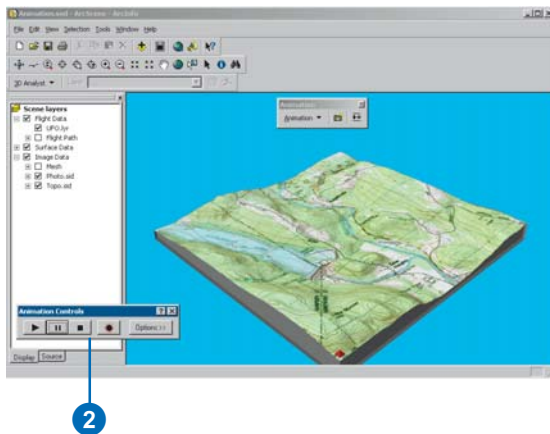 Animation.sxd - ArcScene - ArcInfo
File Edit View Selection Tools Window Help
3D Analyst Layer:
Scene layers
Flight Data
UFO.lyr
Flight Path
Surface Data
Image Data
Mesh
Photo.sid
Topo.sid
Animation
Animation
Animation Controls
Options >>
Display Source
2